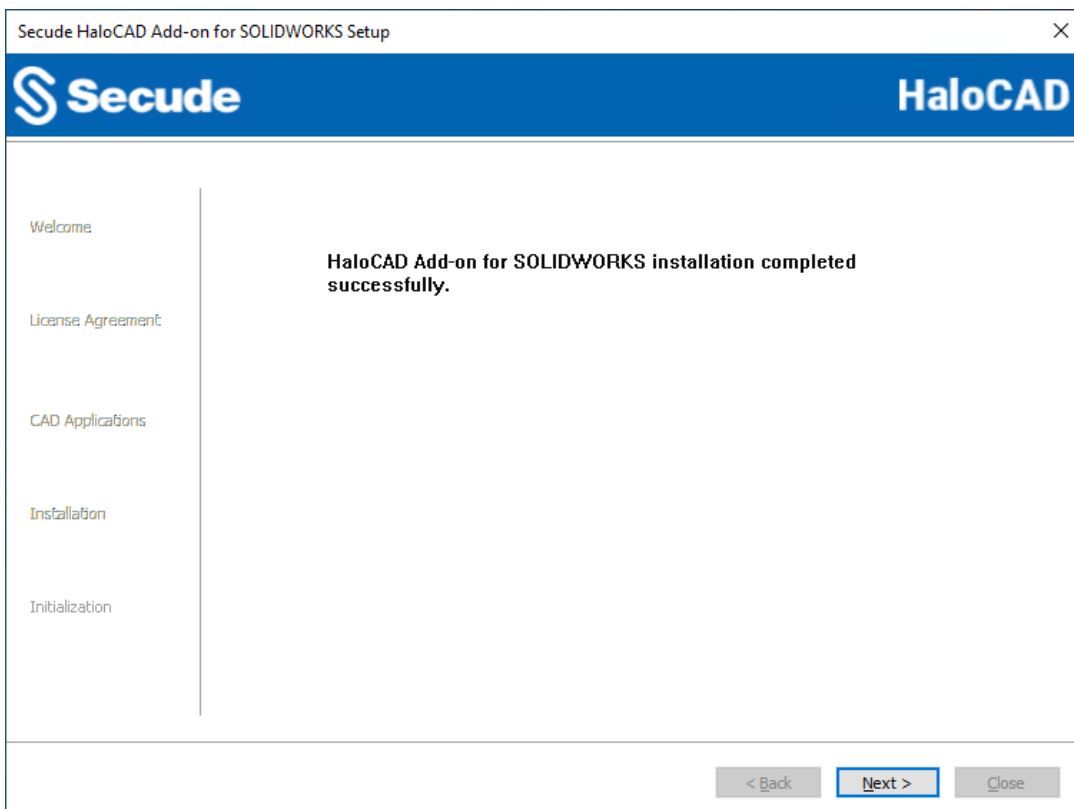 Secude HaloCAD Add-on for SOLIDWORKS Setup
Secude
HaloCAD
Welcome
License Agreement
CAD Applications
Installation
Initialization
HaloCAD Add-on for SOLIDWORKS installation completed
successfully.
< Back
Next >
Close